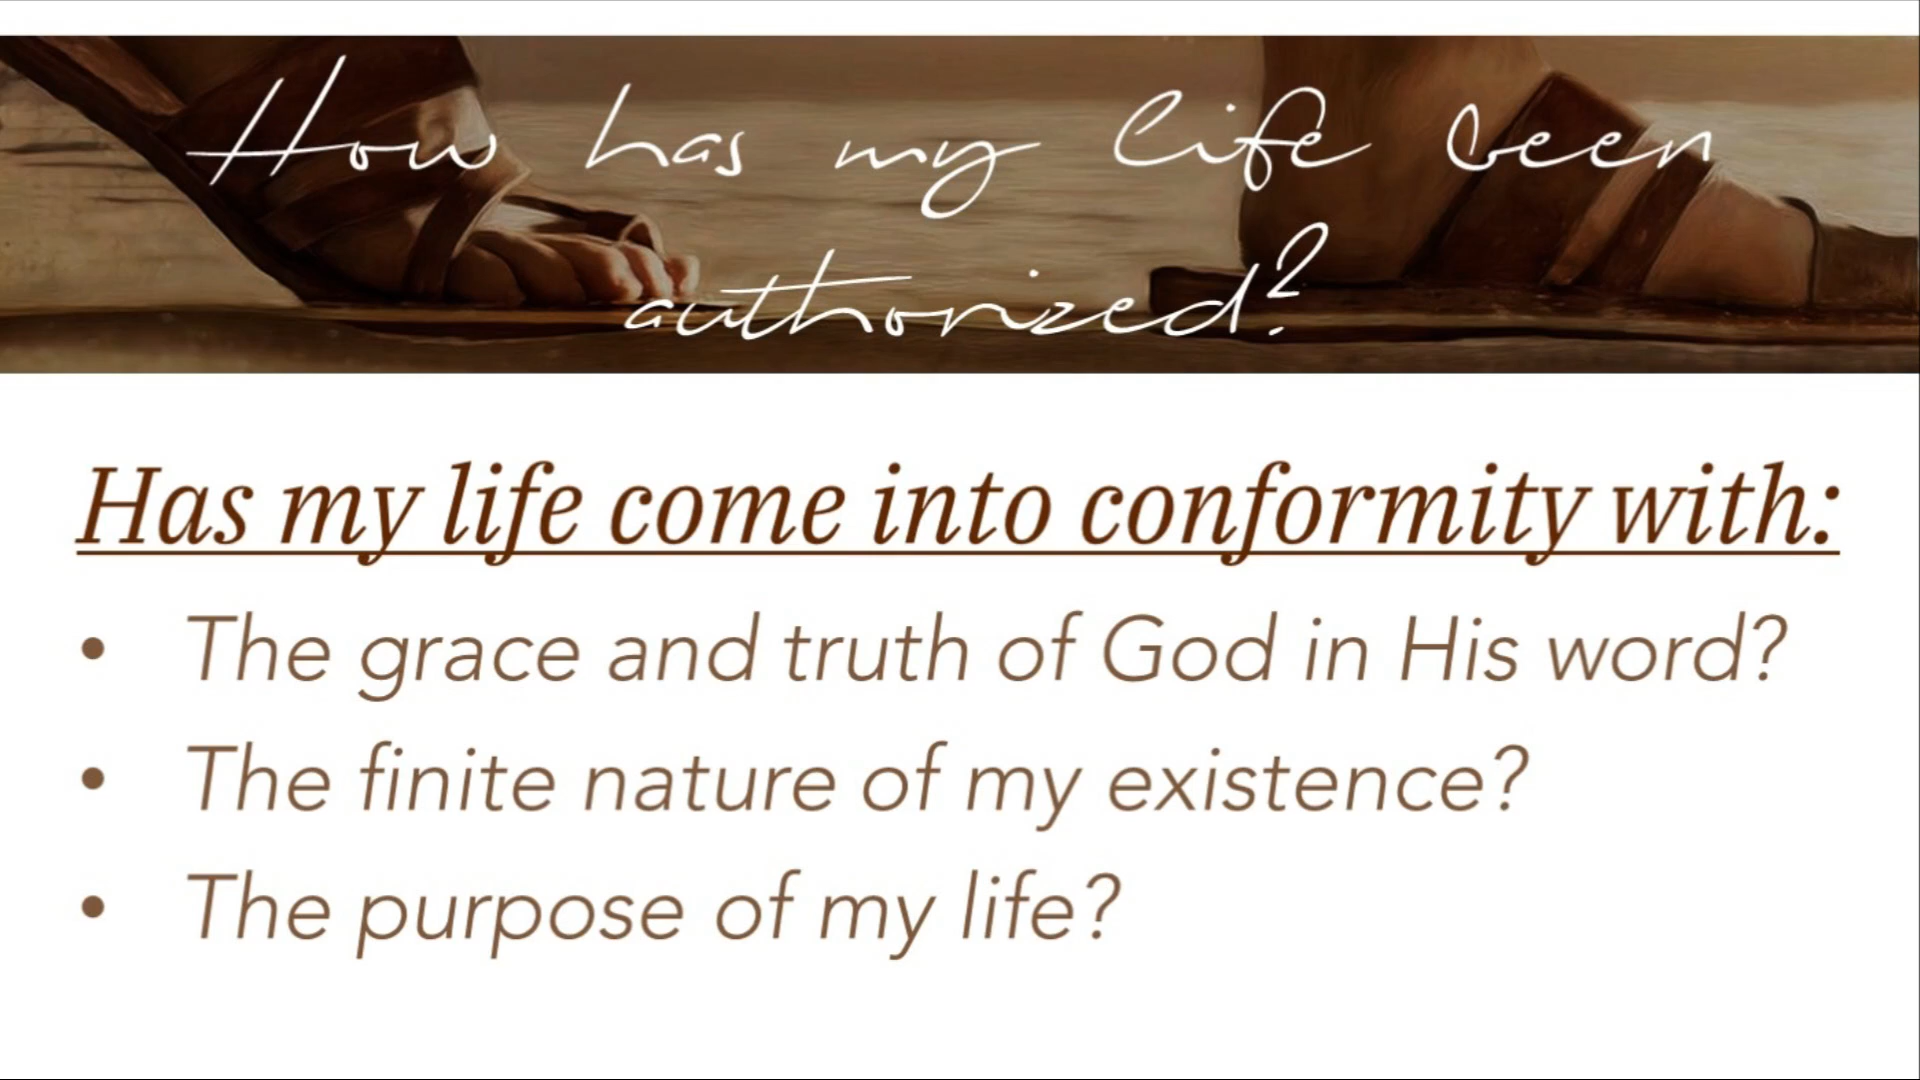 How has my life been
authorized?
Has my life come into conformity with:
• The grace and truth of God in His word?
• The finite nature of my existence?
• The purpose of my life?